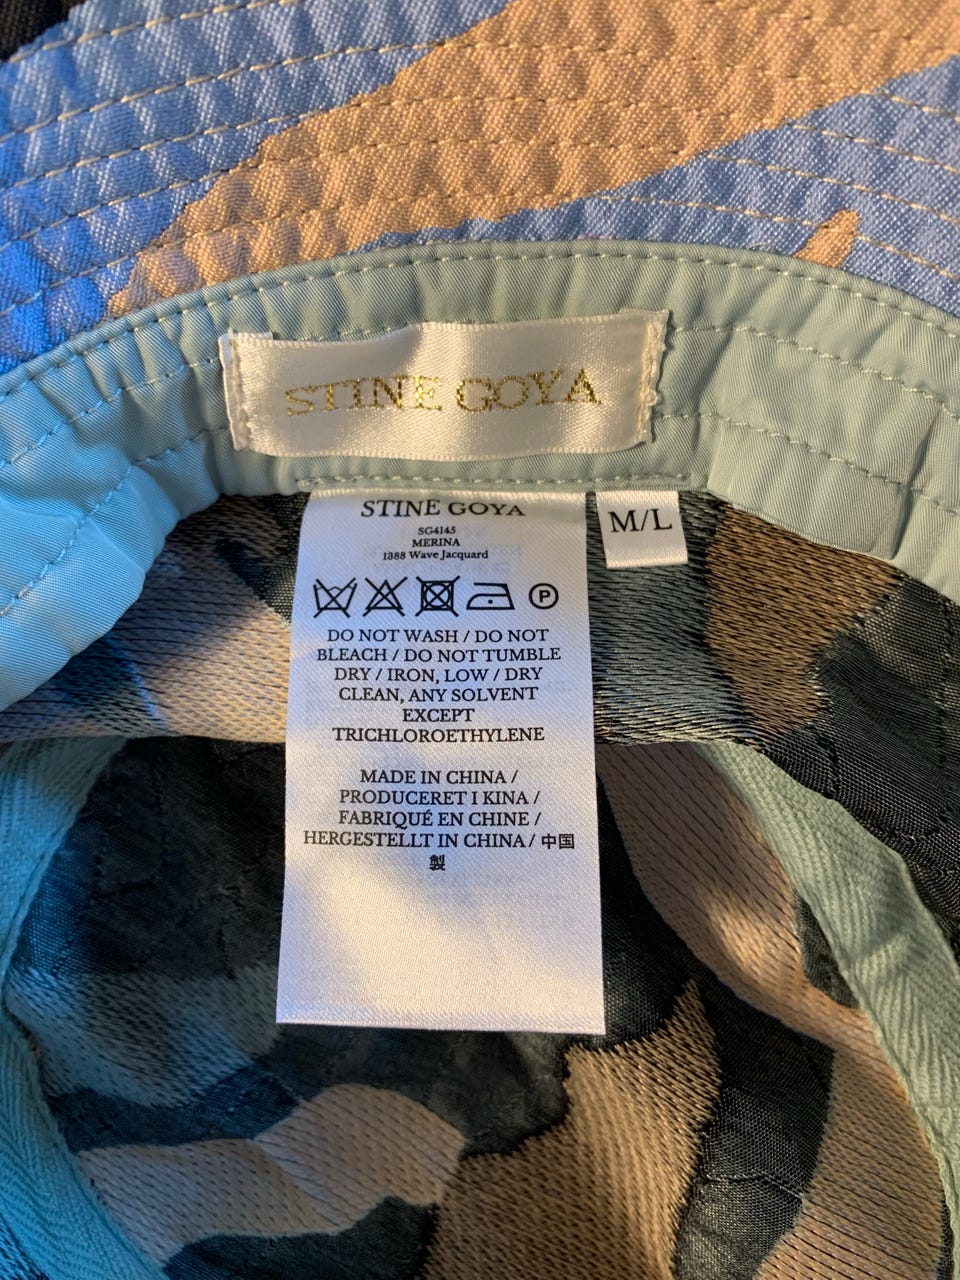 STINE GOYA
STINE GOYA
SG4145
MERINA
1388 Wave Jacquard
P
DO NOT WASH / DO NOT
BLEACH / DO NOT TUMBLE
DRY / IRON, LOW / DRY
CLEAN, ANY SOLVENT
EXCEPT
TRICHLOROETHYLENE
MADE IN CHINA /
PRODUCERET I KINA /
FABRIQUÉ EN CHINE /
HERGESTELLT IN CHINA / 中国
製
M/L